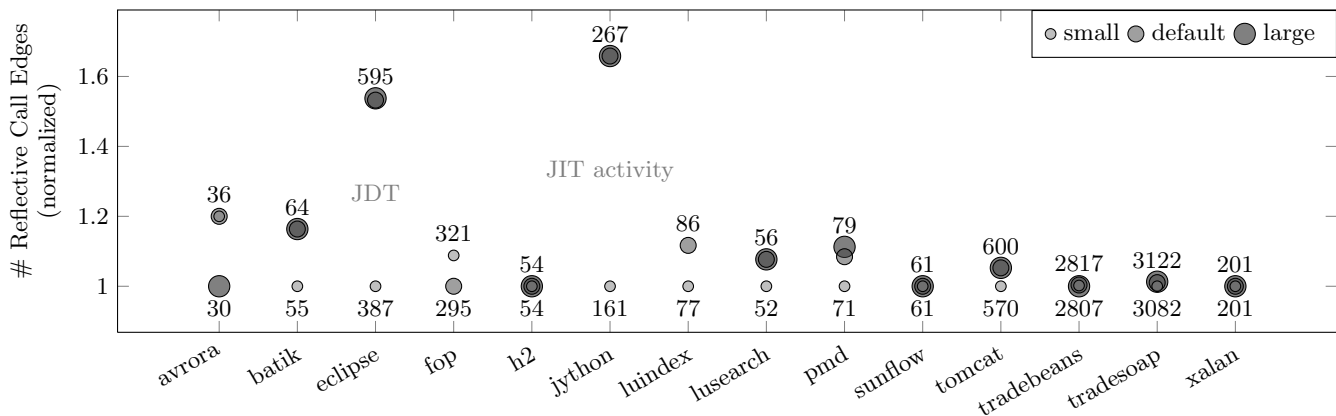 # Reflective Call Edges
(normalized)
1.6
1.4
1.2
1
small default large
267
595
JIT activity
JDT
36
64
321
54
86
56
79
61
600
2817
3122
201
30
55
387
295
54
161
77
52
71
61
570
2807
3082
201
avrora
batik
eclipse
fop
h2
jython
luindex
lusearch
pmd
sunflow
tomcat
tradebeans
tradesoap
xalan